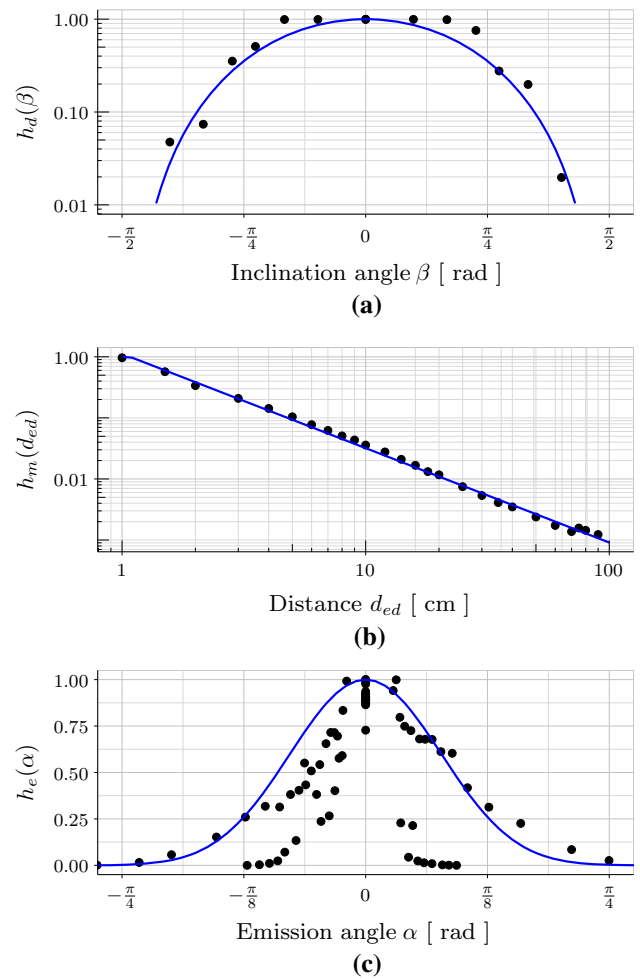 1.00
0.10
0.01
h_d(β)
−π/2 −π/4 0 π/4 π/2
Inclination angle β [ rad ]
(a)
1.00
0.01
h_m(d_ed)
1 10 100
Distance d_ed [ cm ]
(b)
1.00
0.75
0.50
0.25
0.00
h_e(α)
−π/4 −π/8 0 π/8 π/4
Emission angle α [ rad ]
(c)